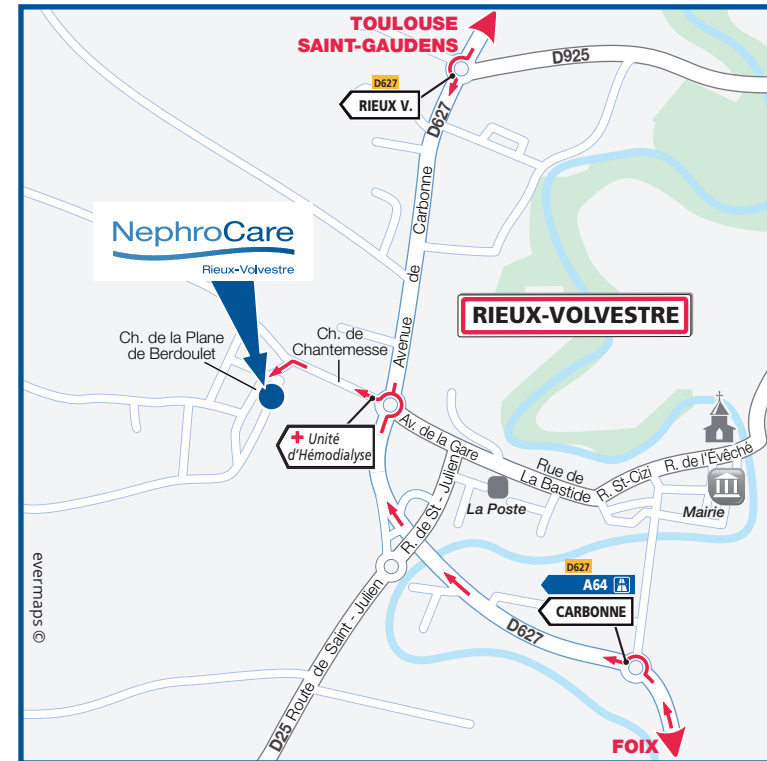 TOULOUSE
SAINT-GAUDENS
D925
D627
RIEUX V.
D627
Avenue de Carbonne
NephroCare
Rieux-Volvestre
RIEUX-VOLVESTRE
Ch. de la Plane
de Berdoulet
Ch. de
Chantemesse
+ Unité
d'Hémodialyse
Av. de la Gare
Rue de
La Bastide
R. St-Cizi
R. de l'Évêché
La Poste
Mairie
R. de St - Julien
D627
A64
CARBONNE
D627
D25 Route de Saint - Julien
FOIX
evermaps ©